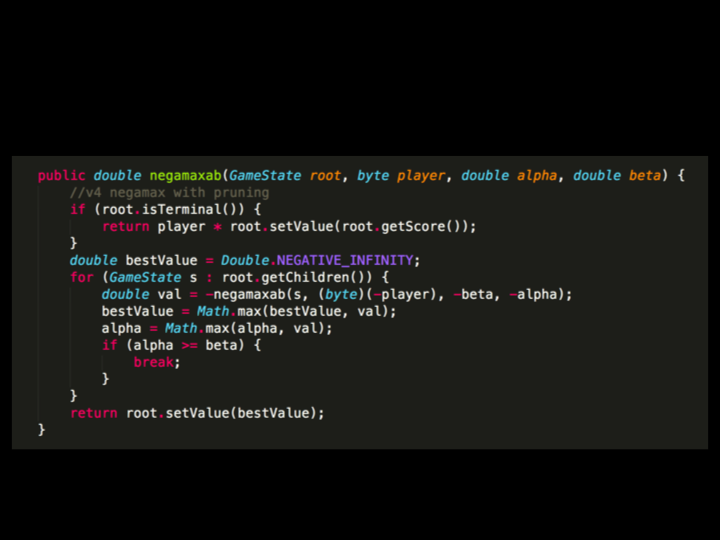 public double negamaxab(GameState root, byte player, double alpha, double beta) {
//v4 negamax with pruning
if (root.isTerminal()) {
return player * root.setValue(root.getScore());
}
double bestValue = Double.NEGATIVE_INFINITY;
for (GameState s : root.getChildren()) {
double val = -negamaxab(s, (byte)(-player), -beta, -alpha);
bestValue = Math.max(bestValue, val);
alpha = Math.max(alpha, val);
if (alpha >= beta) {
break;
}
}
return root.setValue(bestValue);
}